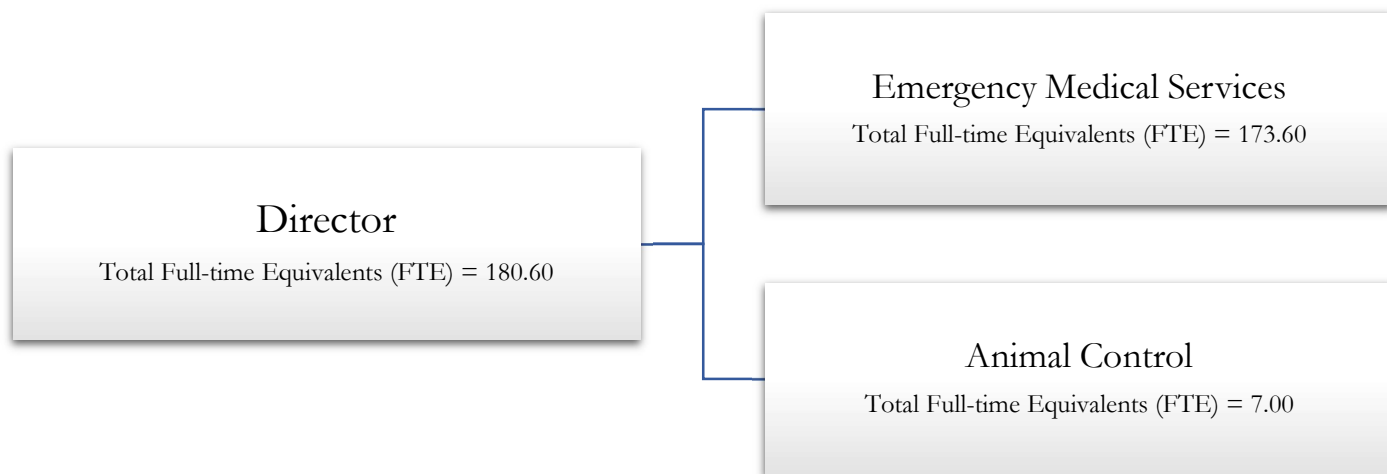 Director
Total Full-time Equivalents (FTE) = 180.60
Emergency Medical Services
Total Full-time Equivalents (FTE) = 173.60
Animal Control
Total Full-time Equivalents (FTE) = 7.00